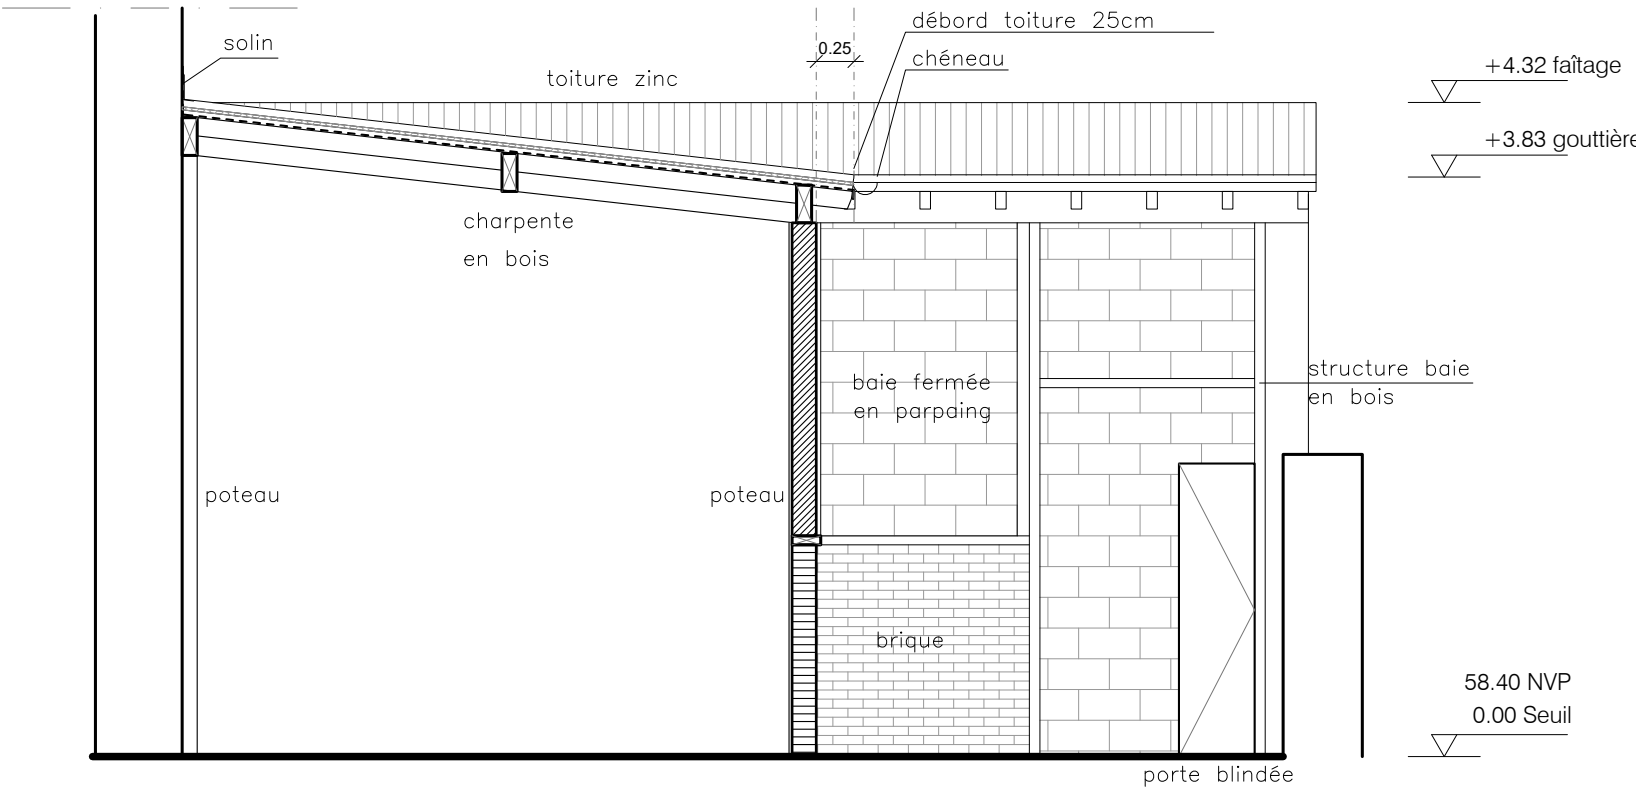 débord toiture 25cm
solin
0.25
chéneau
toiture zinc
+4.32 faîtage
+3.83 gouttière
charpente
en bois
structure baie
en bois
baie fermée
en parpaing
poteau
poteau
brique
58.40 NVP
0.00 Seuil
porte blindée